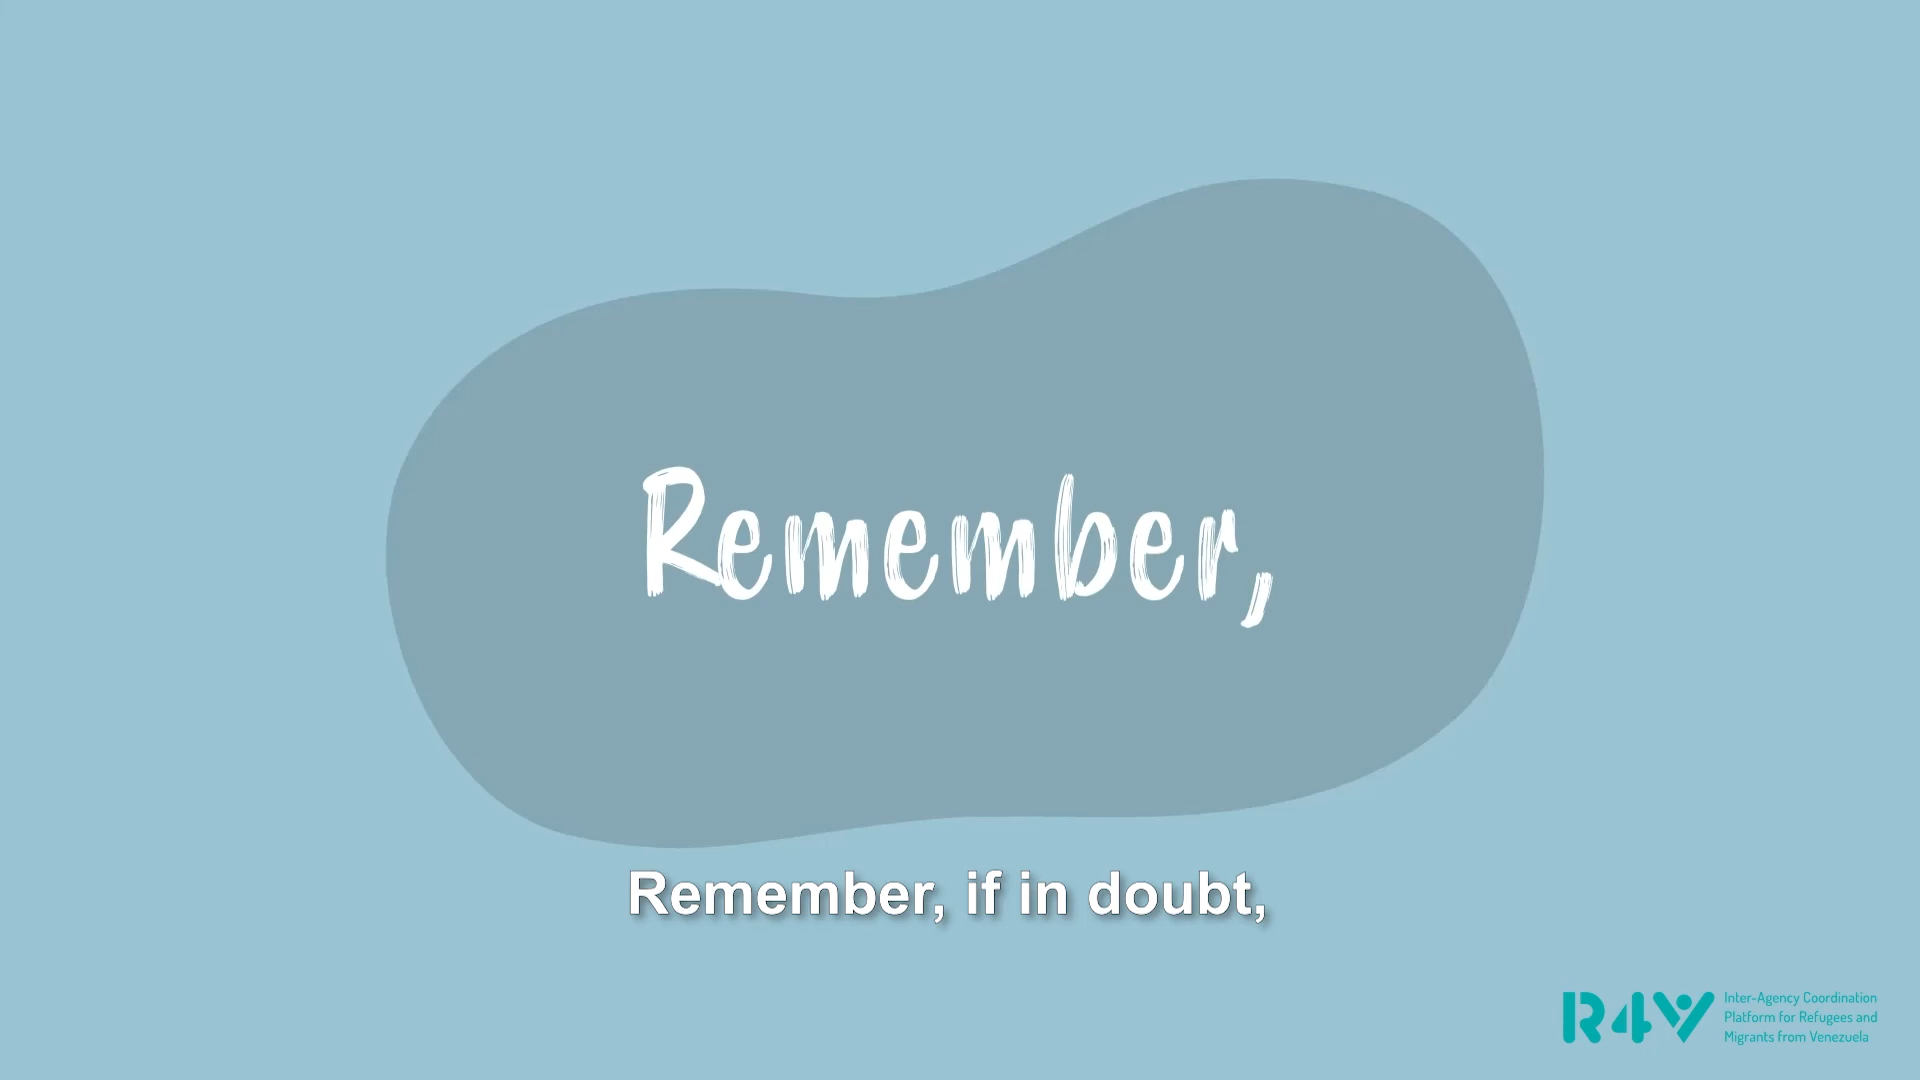 Remember,
Remember, if in doubt,
R4V
Inter-Agency Coordination
Platform for Refugees and
Migrants from Venezuela